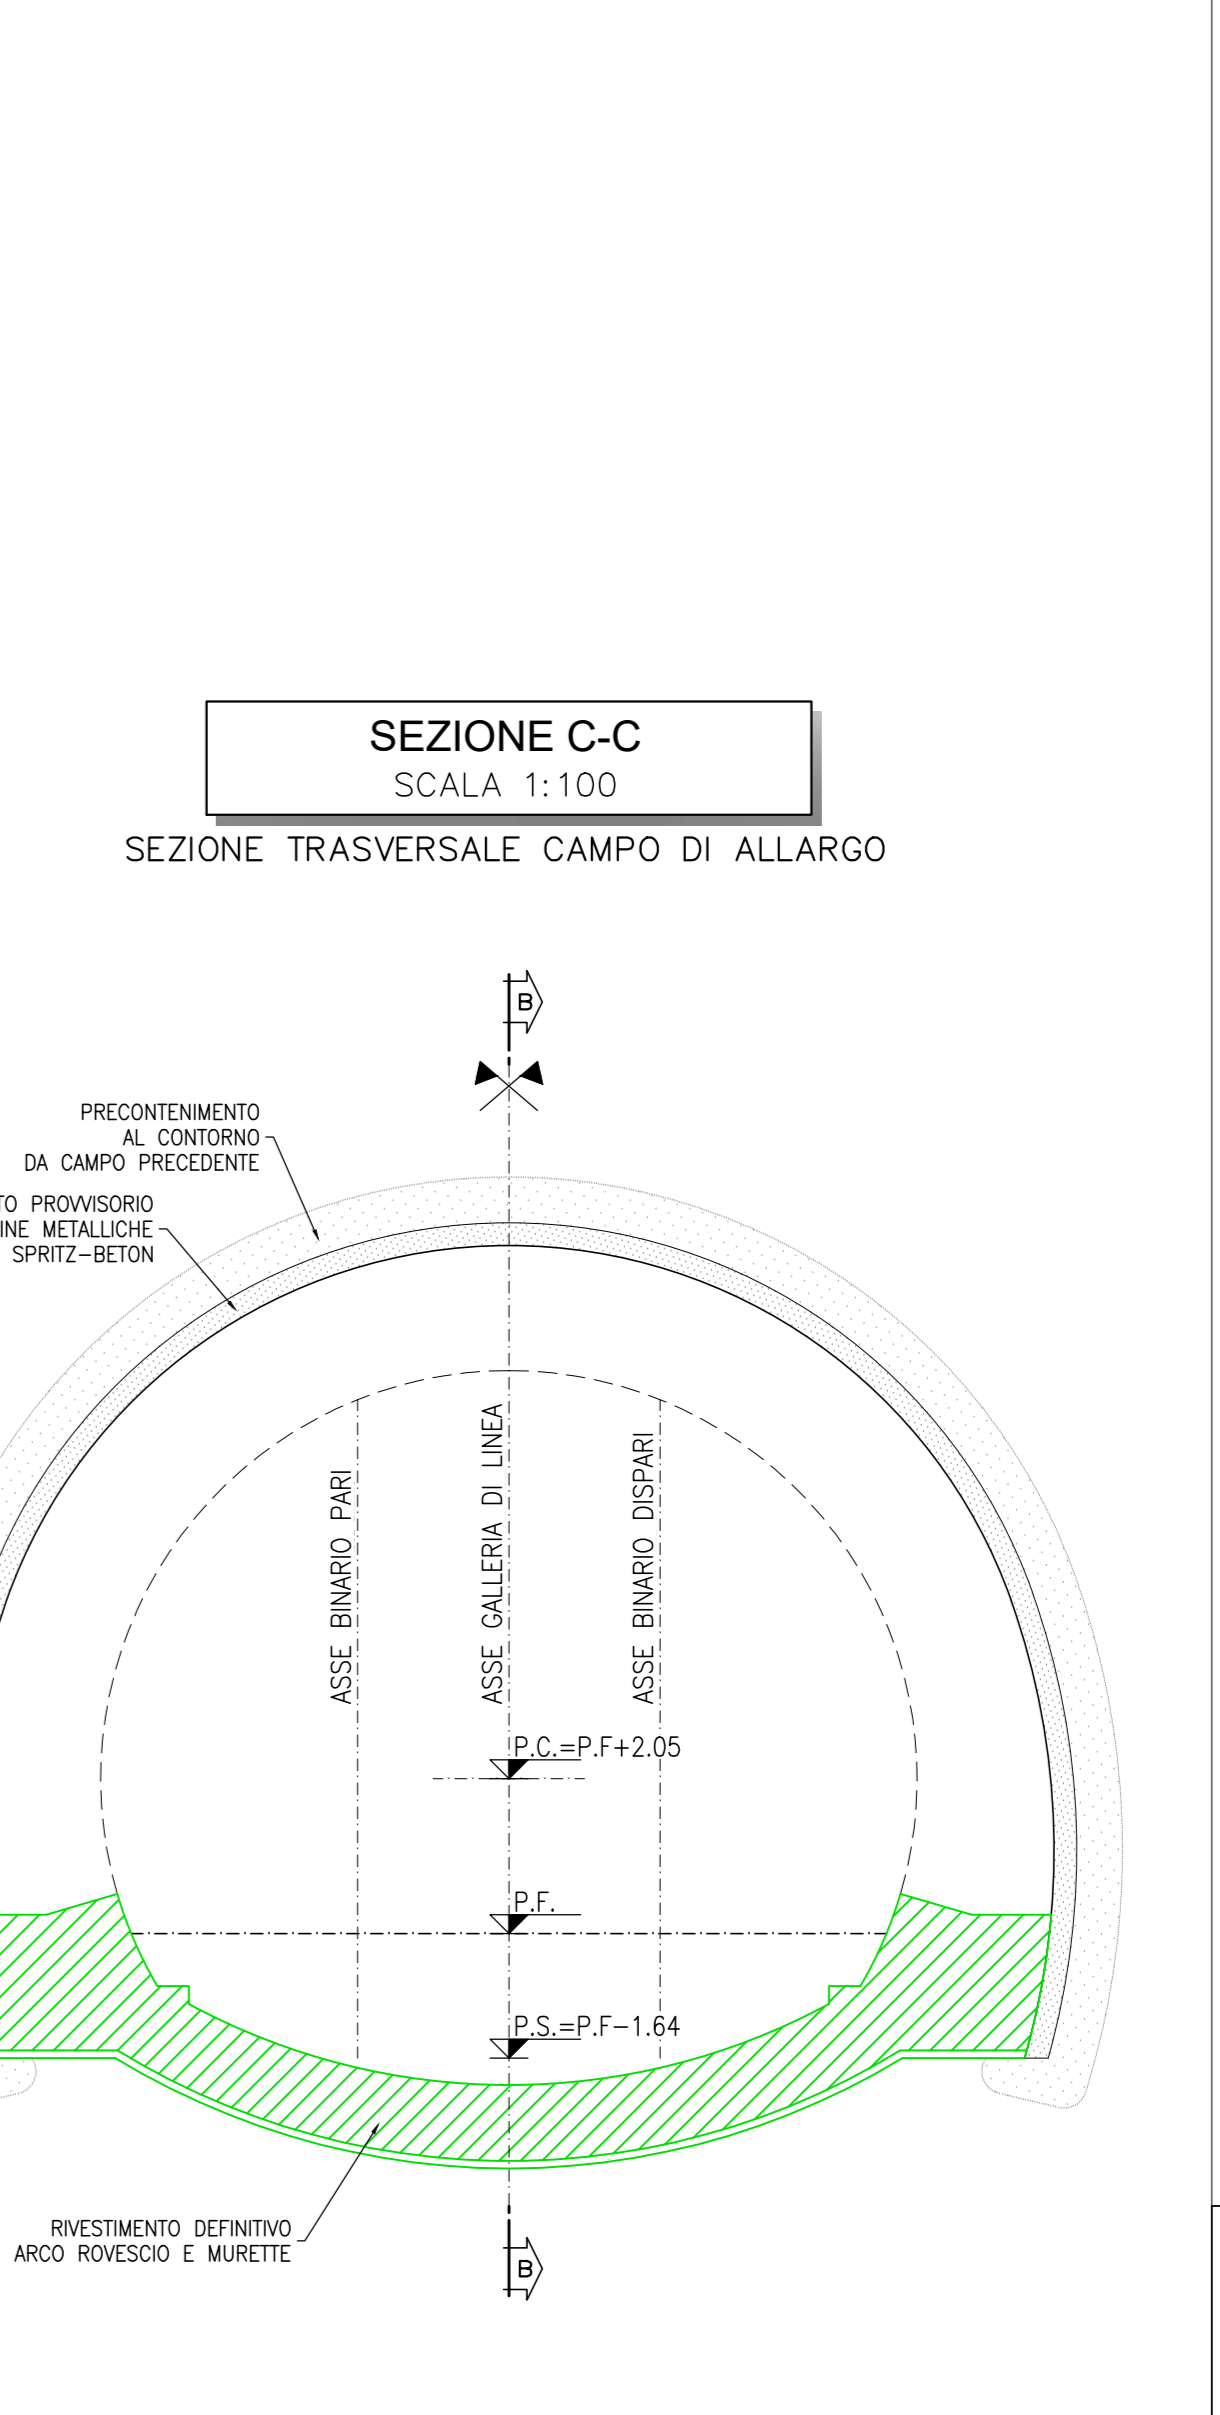 SEZIONE C-C
SCALA 1:100
SEZIONE TRASVERSALE CAMPO DI ALLARGO
B
PRECONTENIMENTO
AL CONTORNO
DA CAMPO PRECEDENTE
PROVVISORIO
METALLICHE
SPRITZ-BETON
ASSE BINARIO PARI
ASSE GALLERIA DI LINEA
ASSE BINARIO DISPARI
P.C.=P.F+2.05
P.F.
P.S.=P.F-1.64
RIVESTIMENTO DEFINITIVO
ARCO ROVESCIO E MURETTE
B